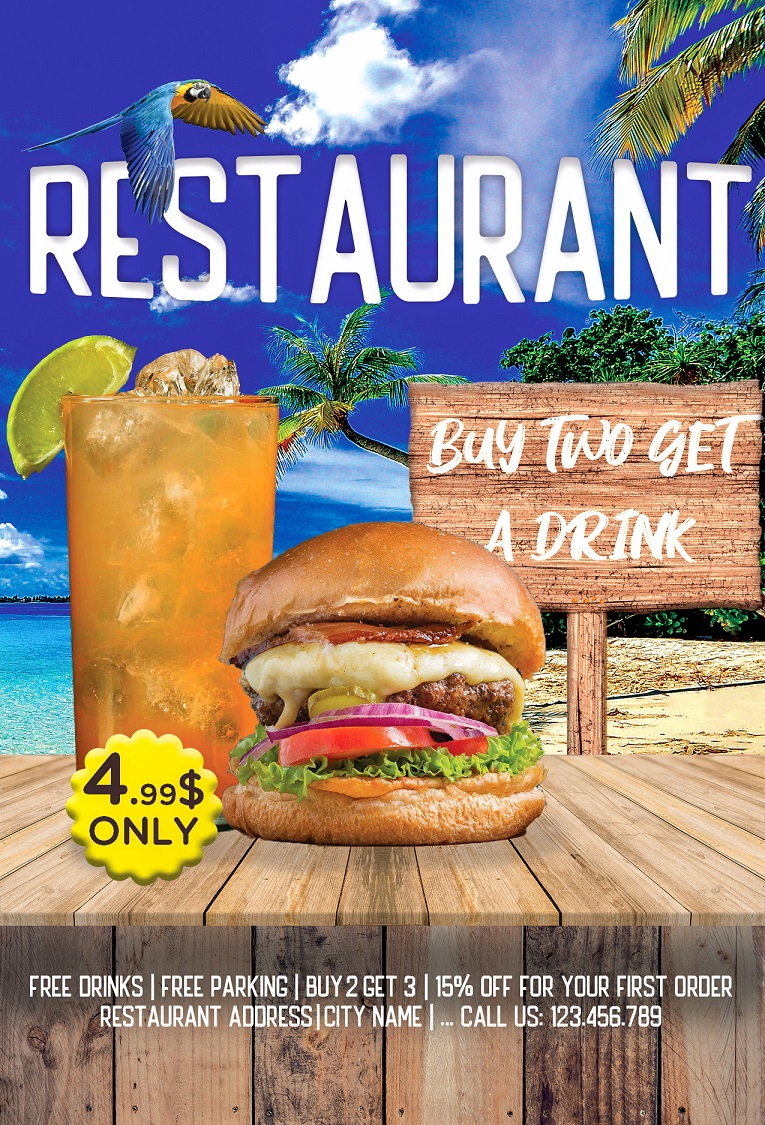 RESTAURANT
BUY TWO GET
A DRINK
4.99$
ONLY
FREE DRINKS | FREE PARKING | BUY 2 GET 3 | 15% OFF FOR YOUR FIRST ORDER
RESTAURANT ADDRESS|CITY NAME | ... CALL US: 123.456.789